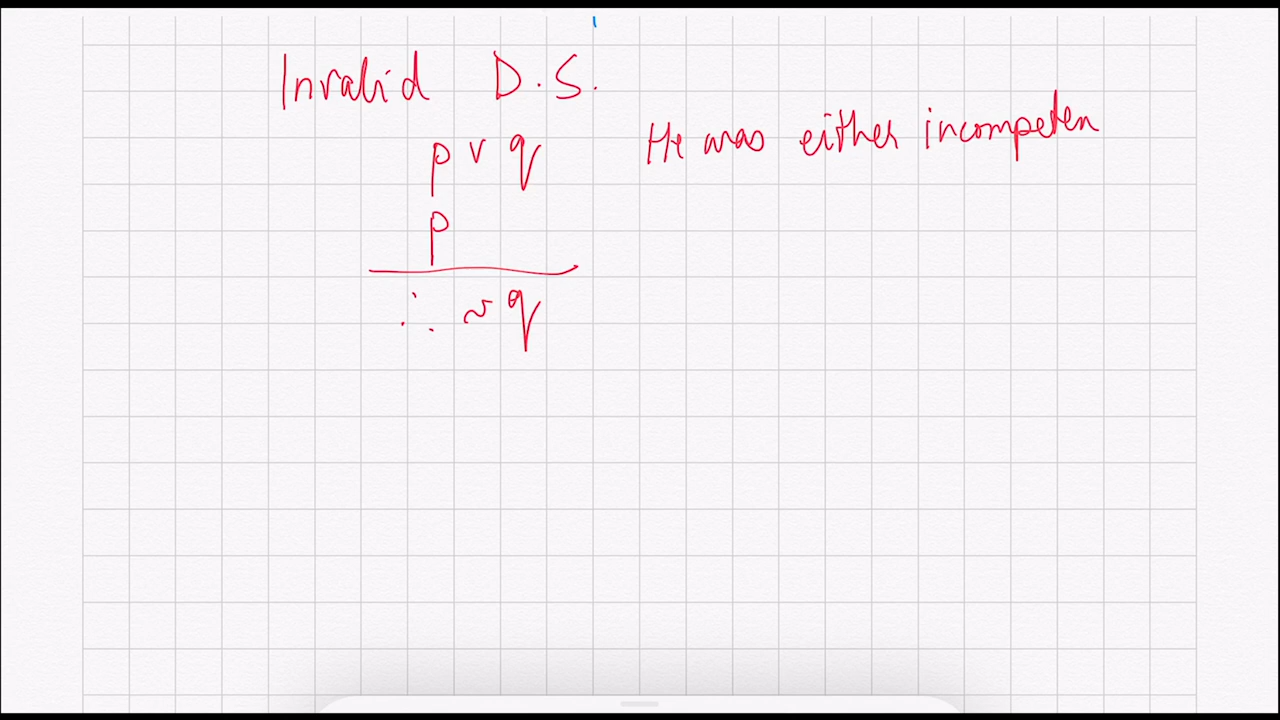 Invalid D.S.
p v q
p
∴ ~ q
He was either incompeten